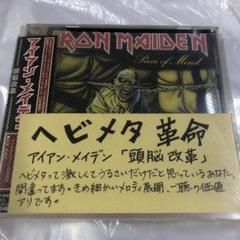 IRON MAIDEN
Piece of Mind
アイアン・メイデン
ヘビメタ革命
アイアン・メイデン「頭脳改革」
ヘビメタって激しくてうるさいだけだと思っているあなた、
間違ってます。きめ細かいメロディ展開、聴く価値
アリです。